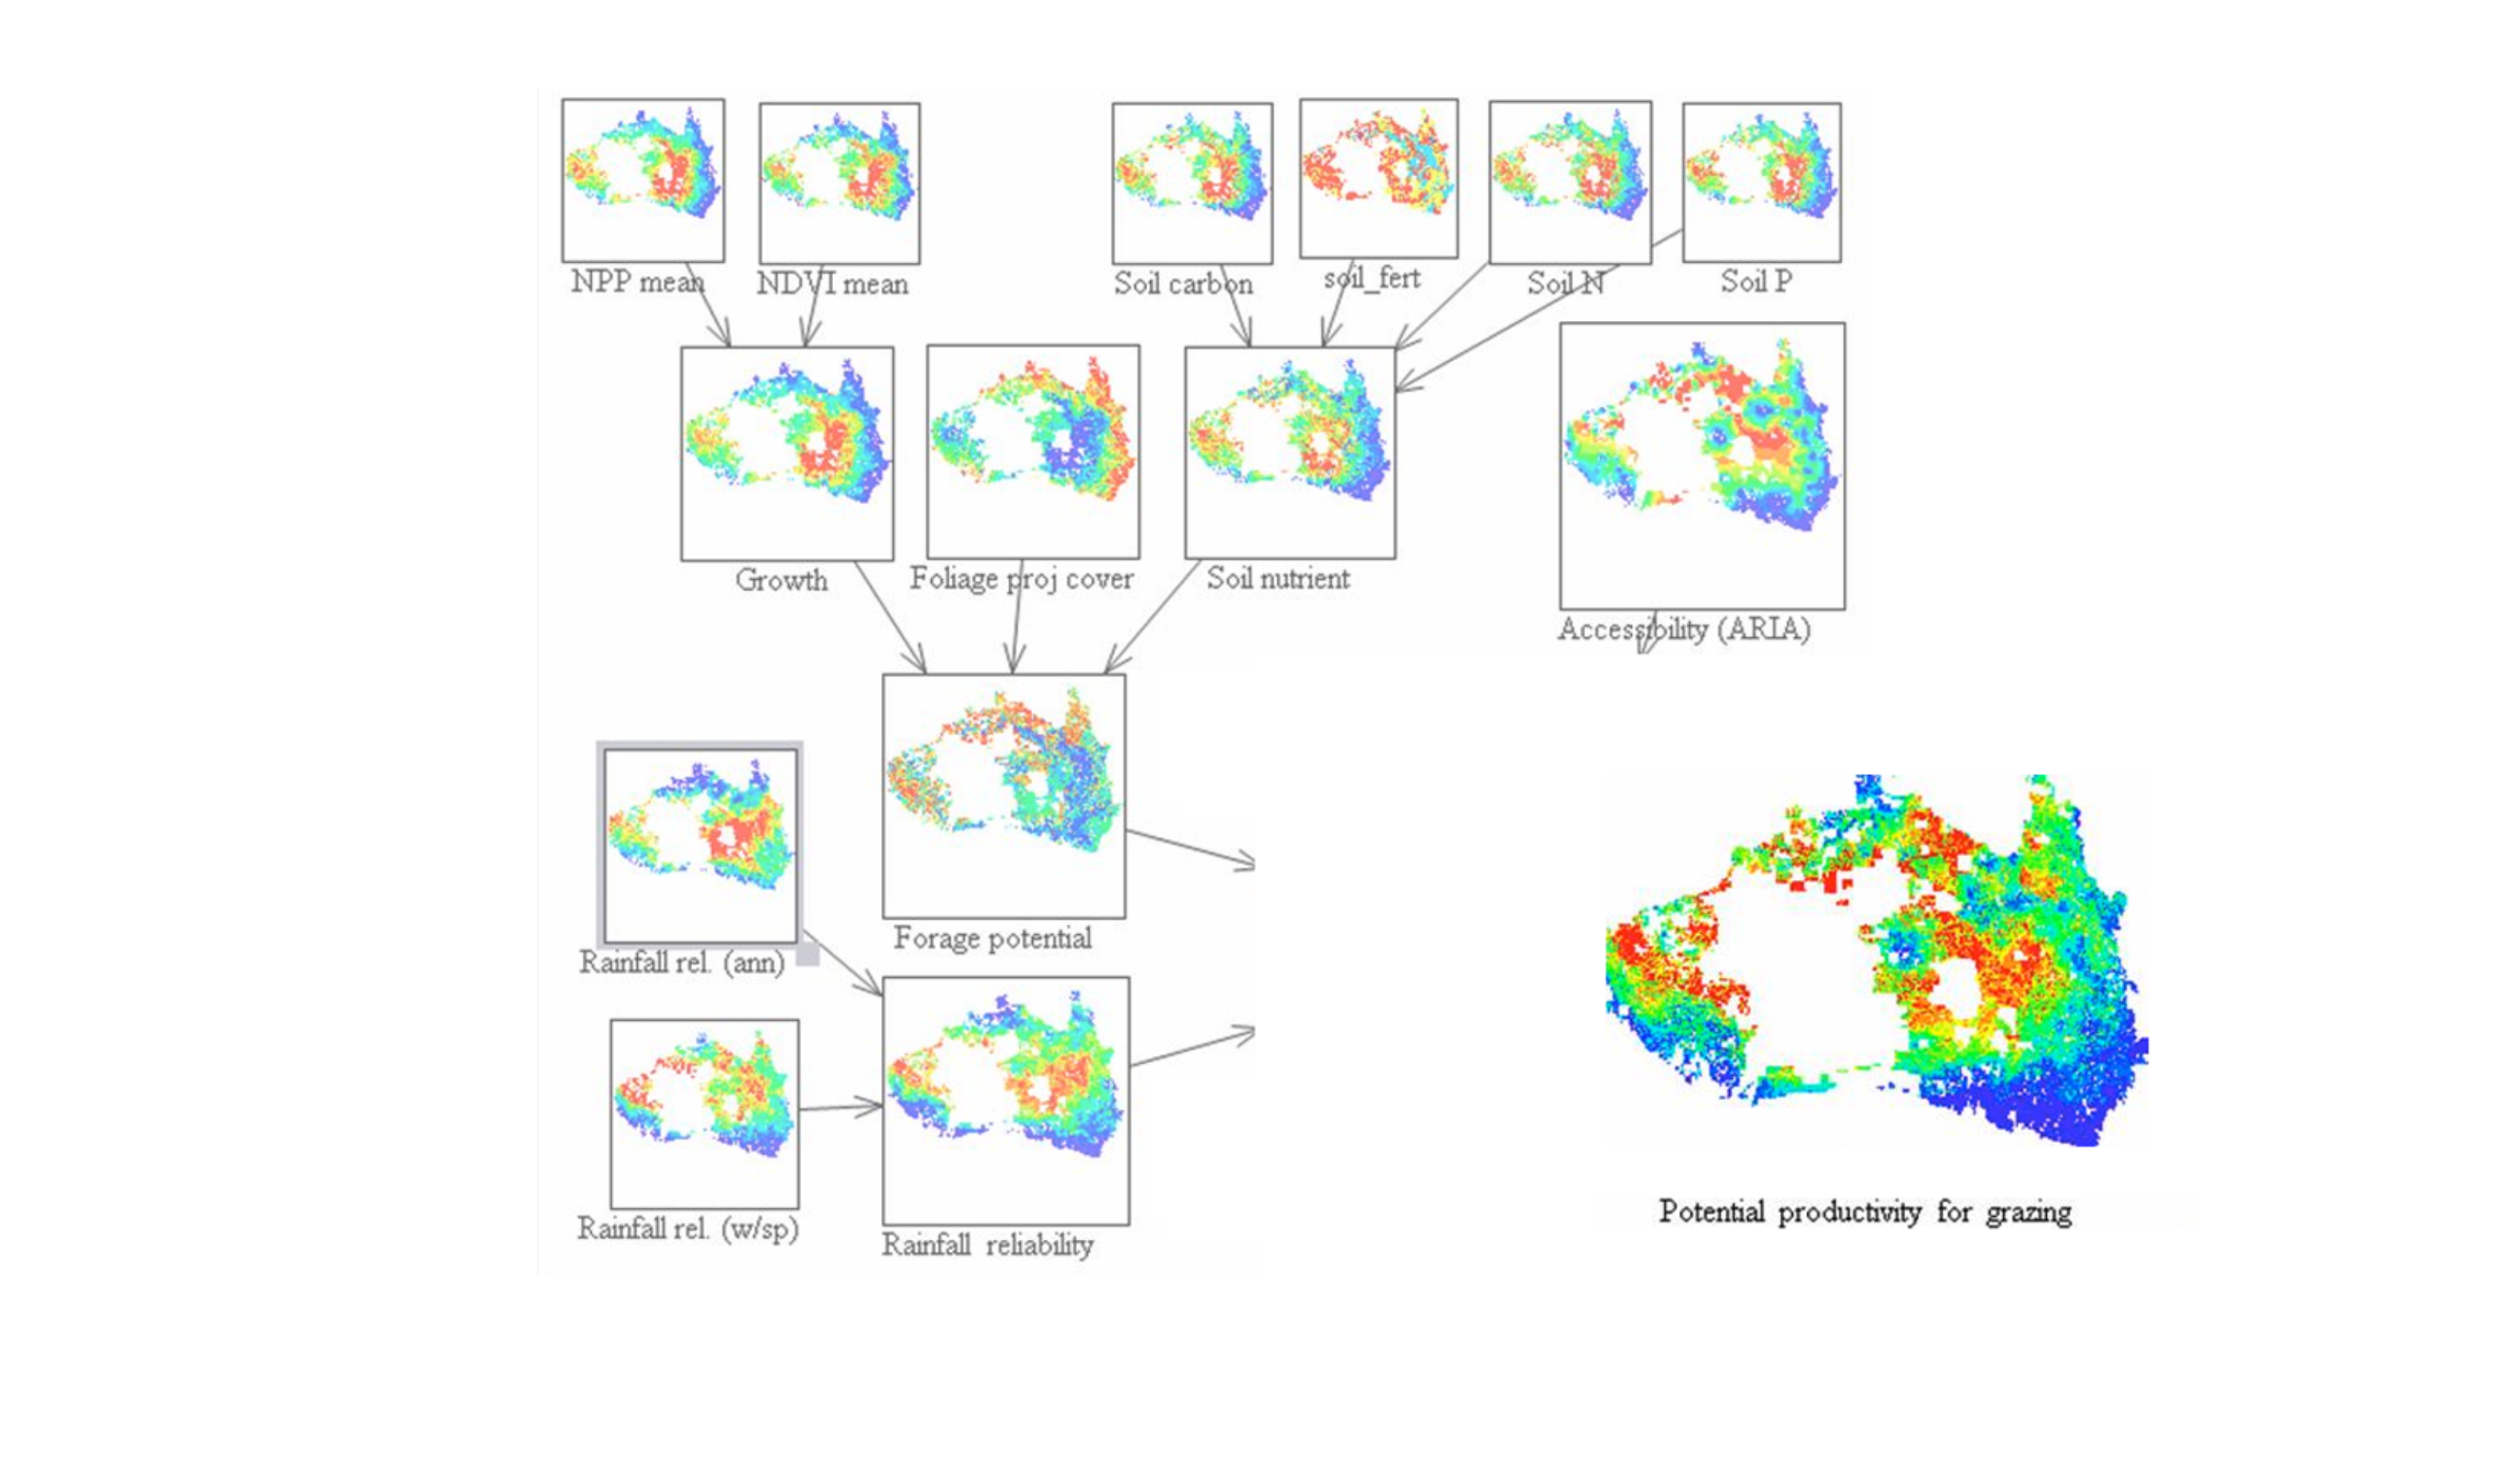 NPP mean
NDVI mean
Soil carbon
soil_fert
Soil N
Soil P
Growth
Foliage proj cover
Soil nutrient
Accessibility (ARIA)
Forage potential
Rainfall rel. (ann)
Rainfall rel. (w/sp)
Rainfall reliability
Potential productivity for grazing